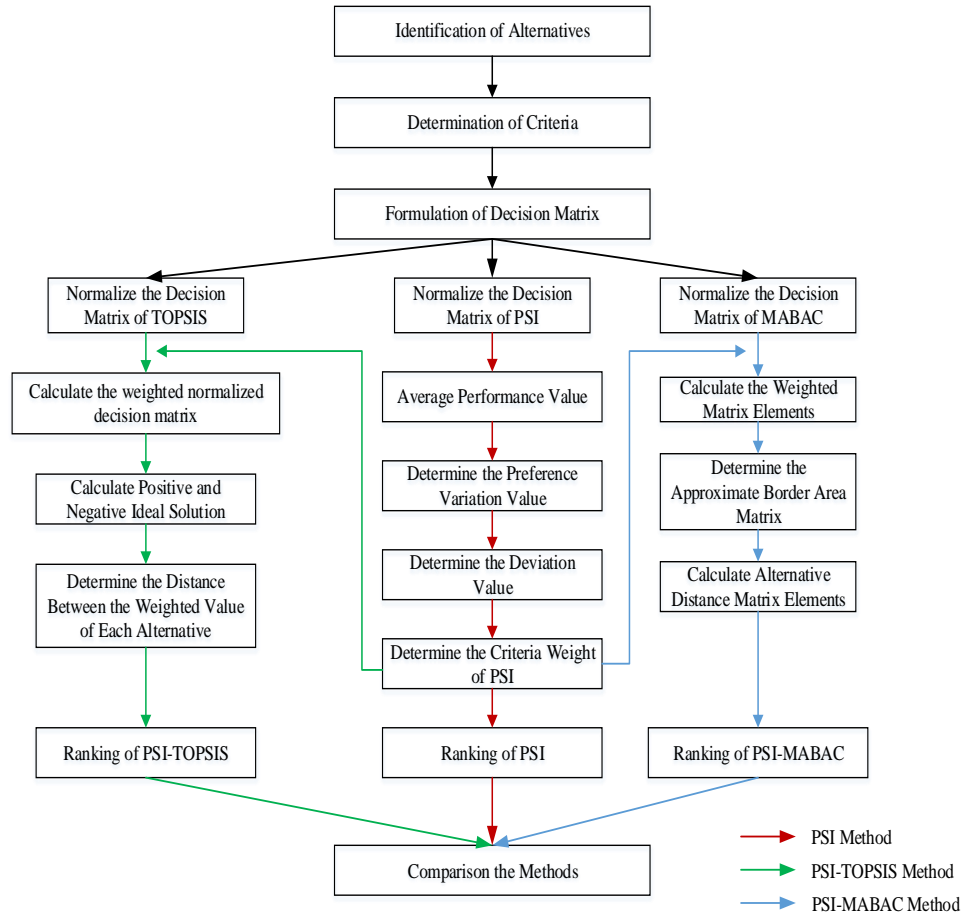 Identification of Alternatives
Determination of Criteria
Formulation of Decision Matrix
Normalize the Decision
Matrix of TOPSIS
Normalize the Decision
Matrix of PSI
Normalize the Decision
Matrix of MABAC
Calculate the weighted normalized
decision matrix
Average Performance Value
Calculate the Weighted
Matrix Elements
Calculate Positive and
Negative Ideal Solution
Determine the Preference
Variation Value
Determine the
Approximate Border Area
Matrix
Determine the Distance
Between the Weighted Value
of Each Alternative
Determine the Deviation
Value
Calculate Alternative
Distance Matrix Elements
Determine the Criteria Weight
of PSI
Ranking of PSI-TOPSIS
Ranking of PSI
Ranking of PSI-MABAC
Comparison the Methods
PSI Method
PSI-TOPSIS Method
PSI-MABAC Method